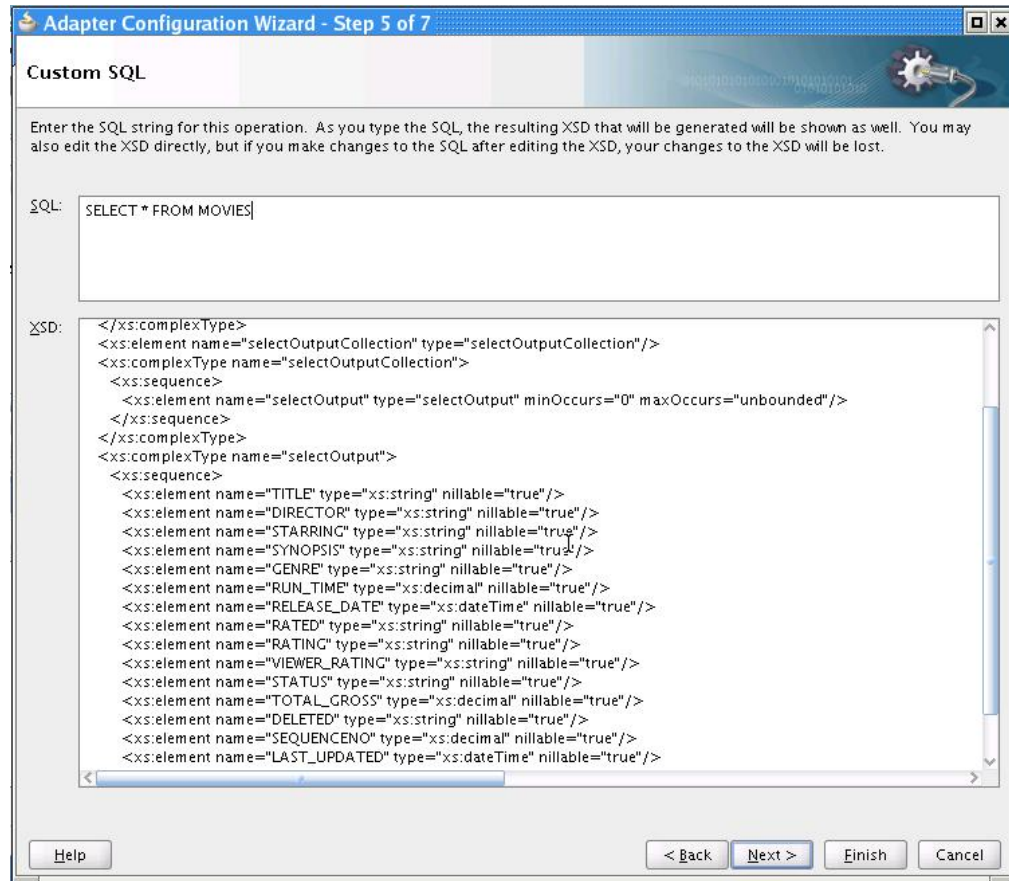 Adapter Configuration Wizard - Step 5 of 7
Custom SQL
Enter the SQL string for this operation. As you type the SQL, the resulting XSD that will be generated will be shown as well. You may
also edit the XSD directly, but if you make changes to the SQL after editing the XSD, your changes to the XSD will be lost.
SQL:
SELECT * FROM MOVIES
XSD:
</xs:complexType>
<xs:element name="selectOutputCollection" type="selectOutputCollection"/>
<xs:complexType name="selectOutputCollection">
<xs:sequence>
<xs:element name="selectOutput" type="selectOutput" minOccurs="0" maxOccurs="unbounded"/>
</xs:sequence>
</xs:complexType>
<xs:complexType name="selectOutput">
<xs:sequence>
<xs:element name="TITLE" type="xs:string" nillable="true"/>
<xs:element name="DIRECTOR" type="xs:string" nillable="true"/>
<xs:element name="STARRING" type="xs:string" nillable="true"/>
<xs:element name="SYNOPSIS" type="xs:string" nillable="true"/>
<xs:element name="GENRE" type="xs:string" nillable="true"/>
<xs:element name="RUN_TIME" type="xs:decimal" nillable="true"/>
<xs:element name="RELEASE_DATE" type="xs:dateTime" nillable="true"/>
<xs:element name="RATED" type="xs:string" nillable="true"/>
<xs:element name="RATING" type="xs:string" nillable="true"/>
<xs:element name="VIEWER_RATING" type="xs:string" nillable="true"/>
<xs:element name="STATUS" type="xs:string" nillable="true"/>
<xs:element name="TOTAL_GROSS" type="xs:decimal" nillable="true"/>
<xs:element name="DELETED" type="xs:string" nillable="true"/>
<xs:element name="SEQUENCENO" type="xs:decimal" nillable="true"/>
<xs:element name="LAST_UPDATED" type="xs:dateTime" nillable="true"/>
Help
< Back
Next >
Finish
Cancel